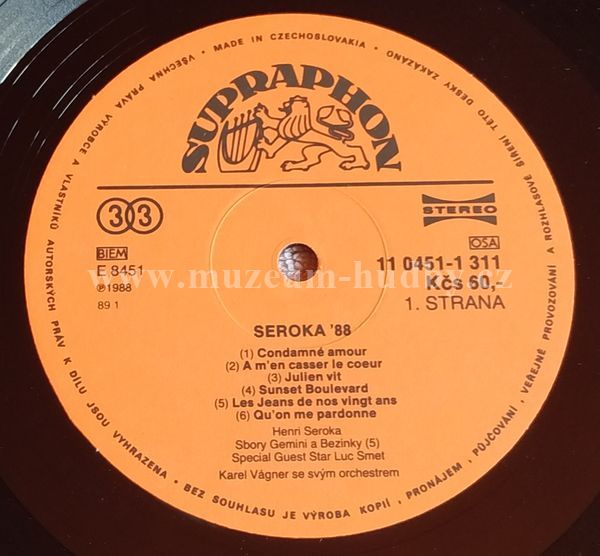 VŠECHNA PRÁVA VÝROBCE A VLASTNÍKŮ AUTORSKÝCH PRÁV K DÍLU JSOU VYHRAZENA • BEZ SOUHLASU JE VÝROBA KOPIÍ, PRONÁJEM, PŮJČOVÁNÍ, VEŘEJNÉ PROVOZOVÁNÍ A ROZHLASOVÉ ŠÍŘENÍ TÉTO DESKY ZAKÁZÁNO • MADE IN CZECHOSLOVAKIA •
SUPRAPHON
33
STEREO
BIEM
OSA
E 8451
11 0451-1 311
℗1988
Kčs 60,-
89 1
1. STRANA
www.muzeum-hudby.cz
SEROKA '88
(1) Condamné amour
(2) A m'en casser le coeur
(3) Julien vit
(4) Sunset Boulevard
(5) Les Jeans de nos vingt ans
(6) Qu'on me pardonne
Henri Seroka
Sbory Gemini a Bezinky (5)
Special Guest Star Luc Smet
Karel Vágner se svým orchestrem